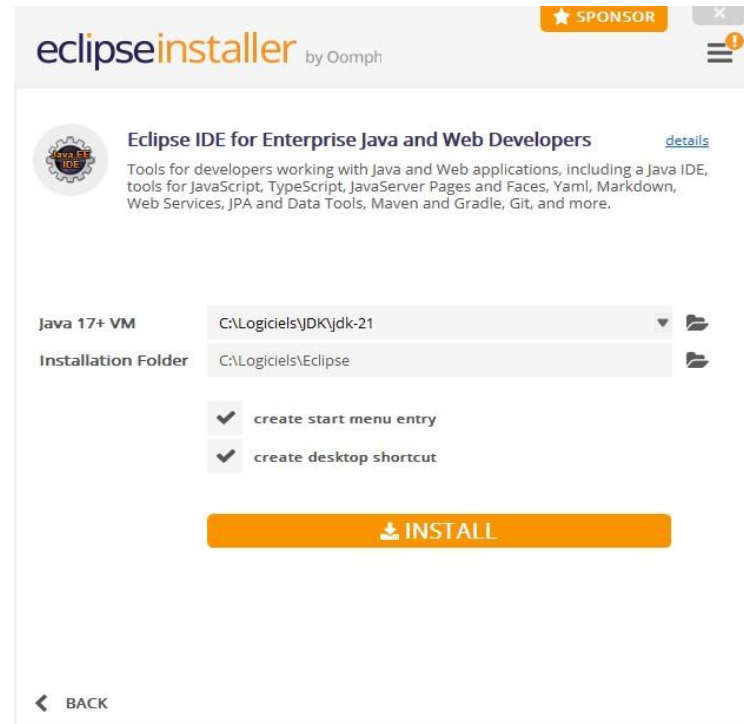 SPONSOR
eclipseinstaller by Oomph
!
Java EE
IDE
Eclipse IDE for Enterprise Java and Web Developers details
Tools for developers working with Java and Web applications, including a Java IDE,
tools for JavaScript, TypeScript, JavaServer Pages and Faces, Yaml, Markdown,
Web Services, JPA and Data Tools, Maven and Gradle, Git, and more.
Java 17+ VM C:\Logiciels\JDK\jdk-21
Installation Folder C:\Logiciels\Eclipse
create start menu entry
create desktop shortcut
INSTALL
BACK